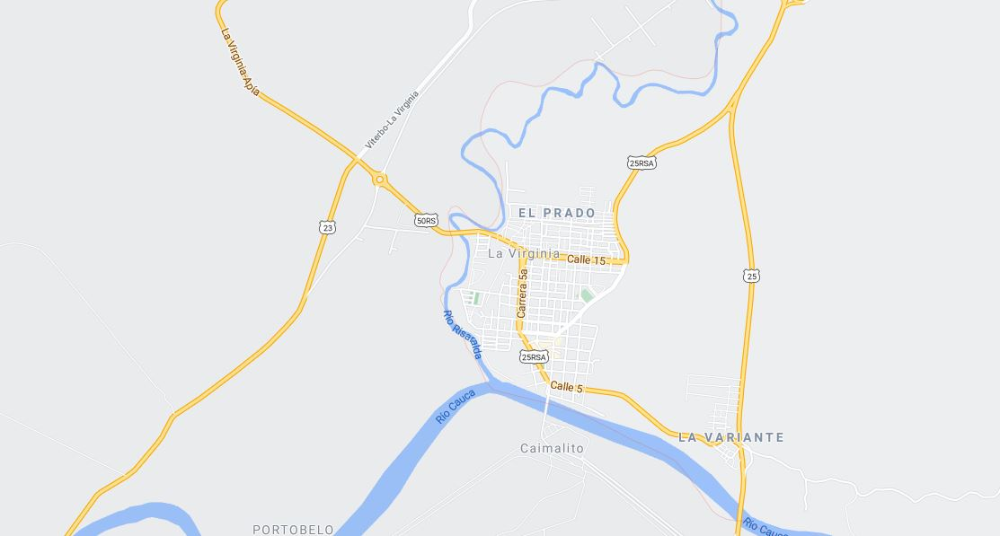 La Virginia-Apía
Viterbo-La Virginia
25RSA
50RS
EL PRADO
23
La Virginia
Calle 15
25
Carrera 5a
Río Risaralda
25RSA
Calle 5
Río Cauca
LA VARIANTE
Caimalito
PORTOBELO
Río Cauca